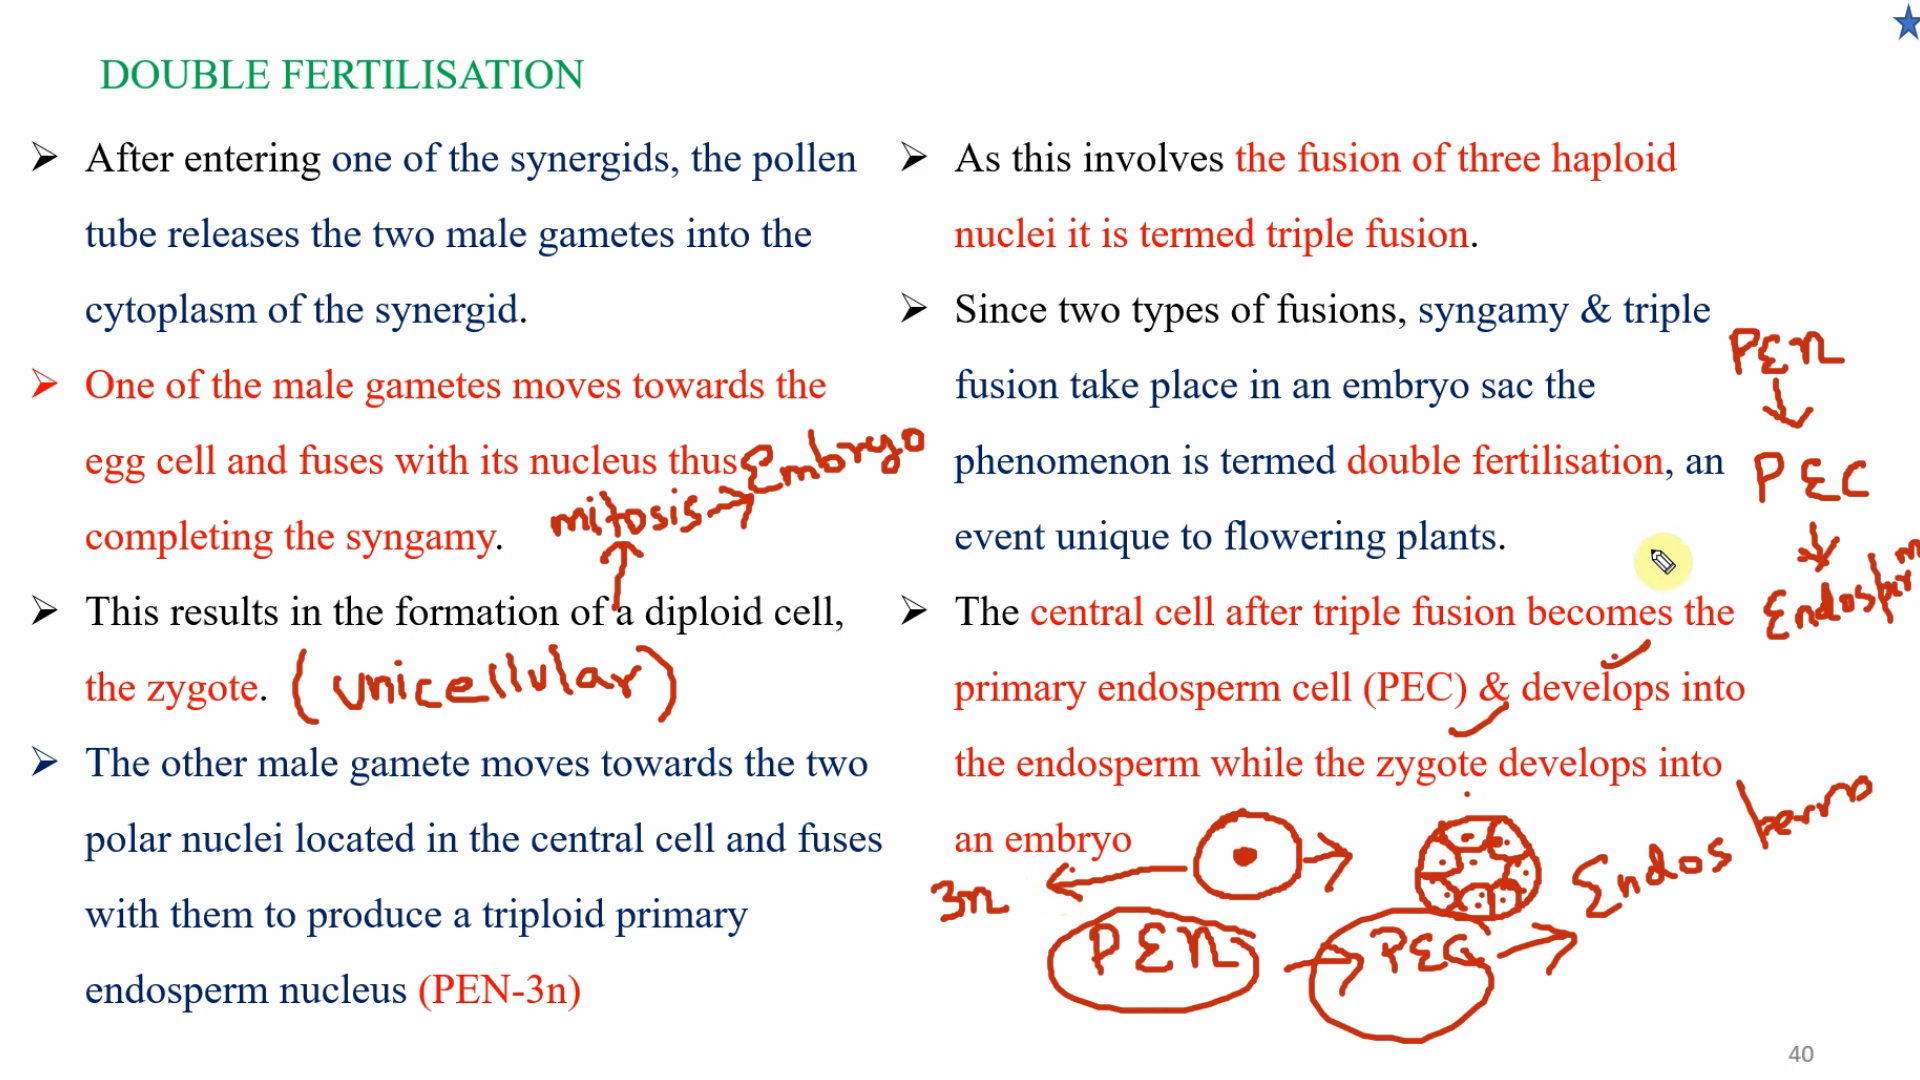 DOUBLE FERTILISATION
➢ After entering one of the synergids, the pollen
tube releases the two male gametes into the
cytoplasm of the synergid.
➢ One of the male gametes moves towards the
egg cell and fuses with its nucleus thus
Embryo
completing the syngamy.
mitosis →
➢ This results in the formation of a diploid cell,
the zygote.
(unicellular)
➢ The other male gamete moves towards the two
polar nuclei located in the central cell and fuses
with them to produce a triploid primary
endosperm nucleus (PEN-3n)
➢ As this involves the fusion of three haploid
nuclei it is termed triple fusion.
➢ Since two types of fusions, syngamy & triple
fusion take place in an embryo sac the
phenomenon is termed double fertilisation, an
event unique to flowering plants.
➢ The central cell after triple fusion becomes the
primary endosperm cell (PEC) & develops into
the endosperm while the zygote develops into
an embryo
PEN
↓
PEC
↓
Endosperm
3n
PEN → PEC →
Endosperm
40